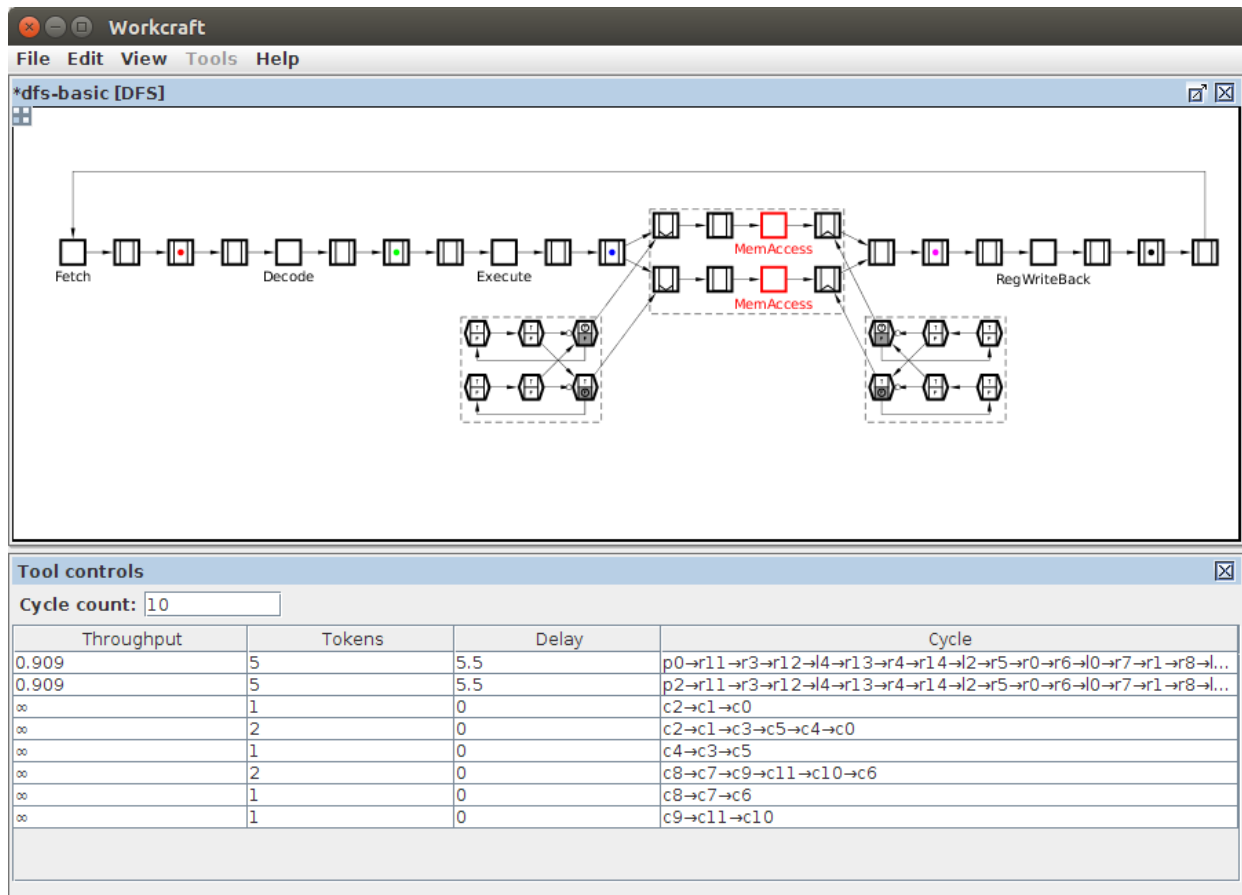 Workcraft
File Edit View Tools Help
*dfs-basic [DFS]
Fetch
Decode
Execute
MemAccess
MemAccess
RegWriteBack
Tool controls
Cycle count: 10
Throughput Tokens Delay Cycle
0.909 5 5.5 p0→r11→r3→r12→l4→r13→r4→r14→l2→r5→r0→r6→l0→r7→r1→r8→l...
0.909 5 5.5 p2→r11→r3→r12→l4→r13→r4→r14→l2→r5→r0→r6→l0→r7→r1→r8→l...
∞ 1 0 c2→c1→c0
∞ 2 0 c2→c1→c3→c5→c4→c0
∞ 1 0 c4→c3→c5
∞ 2 0 c8→c7→c9→c11→c10→c6
∞ 1 0 c8→c7→c6
∞ 1 0 c9→c11→c10